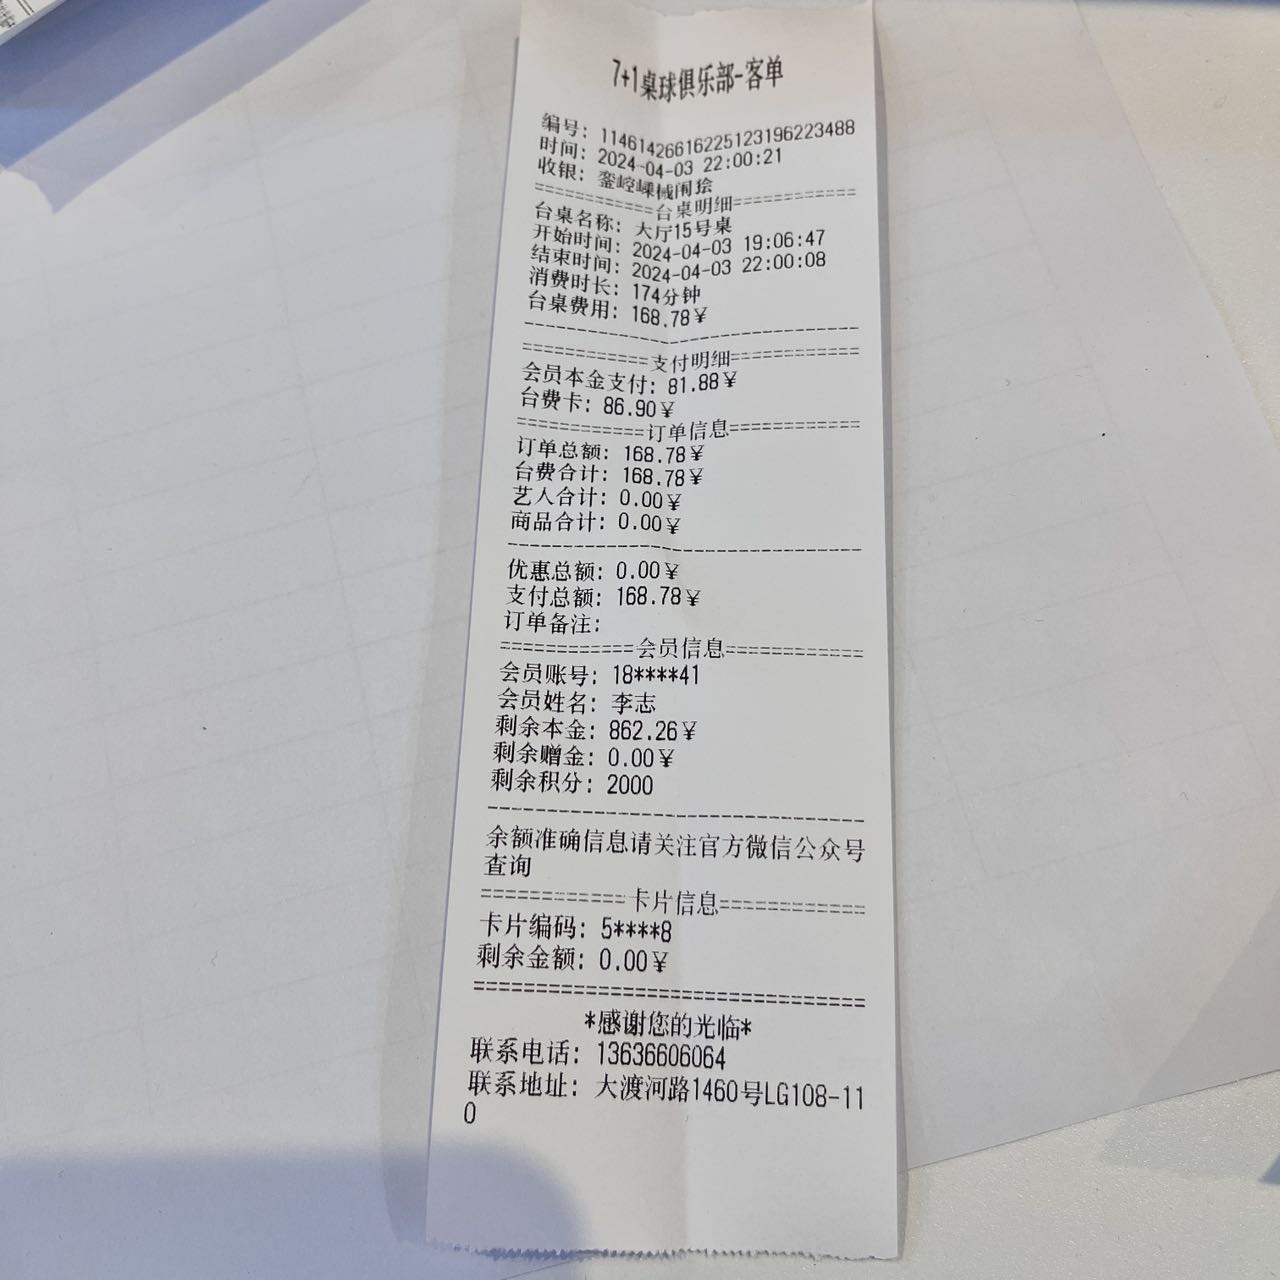 7+1桌球俱乐部-客单
编号: 114614266162251231962​23488
时间: 2024-04-03 22:00:21
收银: 銮崆嵊械闱捈
============台桌明细============
台桌名称: 大厅15号桌
开始时间: 2024-04-03 19:06:47
结束时间: 2024-04-03 22:00:08
消费时长: 174分钟
台桌费用: 168.78¥
--------------------------------
============支付明细============
会员本金支付: 81.88¥
台费卡: 86.90¥
============订单信息============
订单总额: 168.78¥
台费合计: 168.78¥
艺人合计: 0.00¥
商品合计: 0.00¥
--------------------------------
优惠总额: 0.00¥
支付总额: 168.78¥
订单备注:
============会员信息============
会员账号: 18****41
会员姓名: 李志
剩余本金: 862.26¥
剩余赠金: 0.00¥
剩余积分: 2000
--------------------------------
余额准确信息请关注官方微信公众号
查询
============卡片信息============
卡片编码: 5****8
剩余金额: 0.00¥
================================
*感谢您的光临*
联系电话: 13636606064
联系地址: 大渡河路1460号LG108-11
0